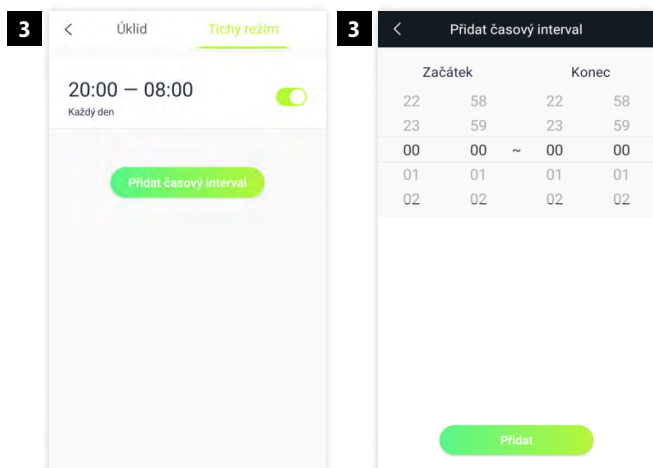 3
< Úklid Tichý režim
20:00 — 08:00
Každý den
Přidat časový interval
3
< Přidat časový interval
Začátek Konec
22 58 22 58
23 59 23 59
00 00 ~ 00 00
01 01 01 01
02 02 02 02
Přidat